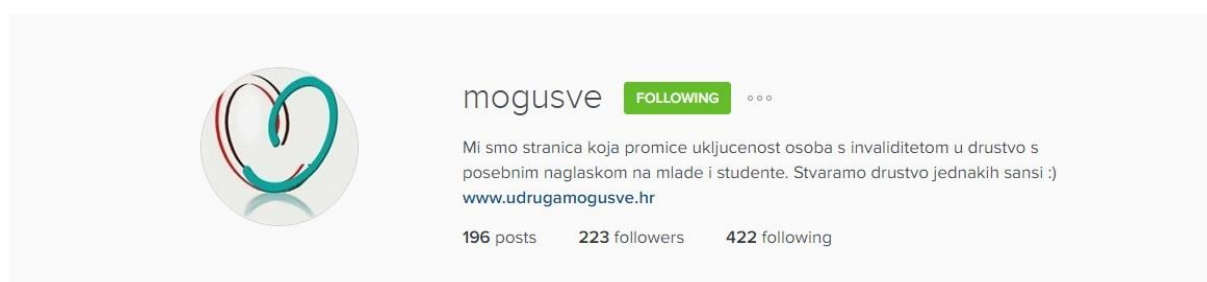 mogusve FOLLOWING
Mi smo stranica koja promice ukljucenost osoba s invaliditetom u drustvo s
posebnim naglaskom na mlade i studente. Stvaramo drustvo jednakih sansi :)
www.udrugamogusve.hr
196 posts 223 followers 422 following